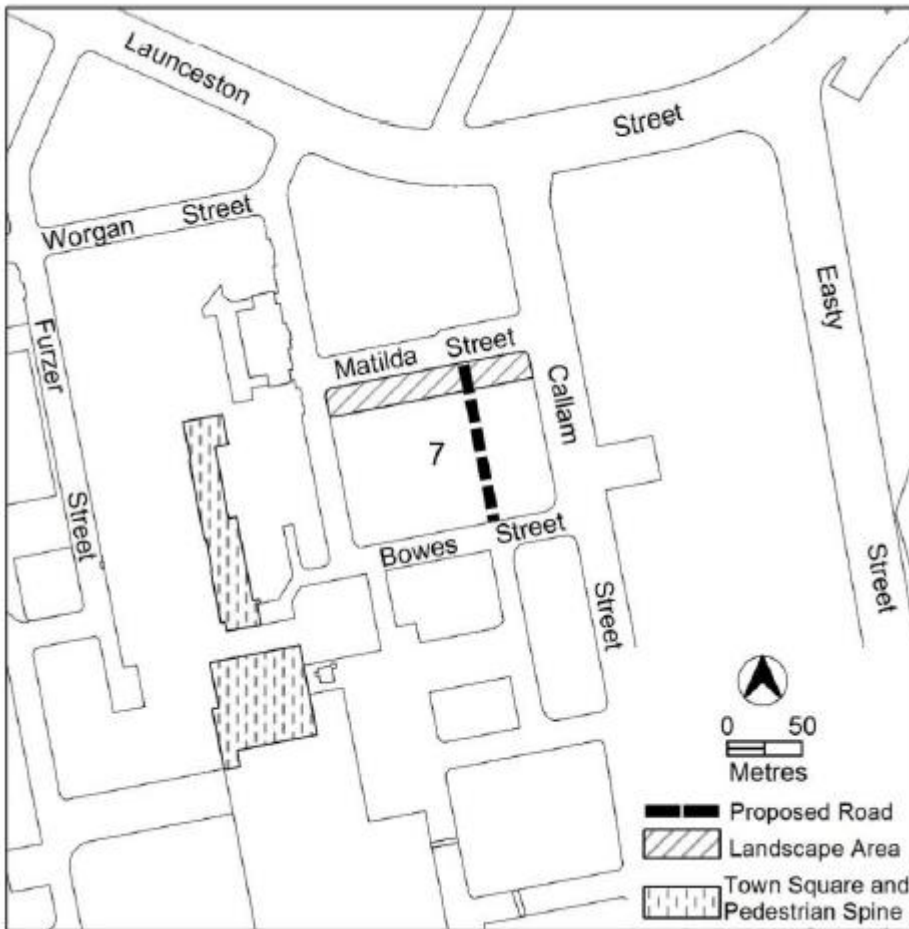 Launceston
Street
Worgan Street
Easty
Furzer
Matilda Street
Callam
7
Street
Bowes Street
Street
Street
0 50
Metres
Proposed Road
Landscape Area
Town Square and
Pedestrian Spine